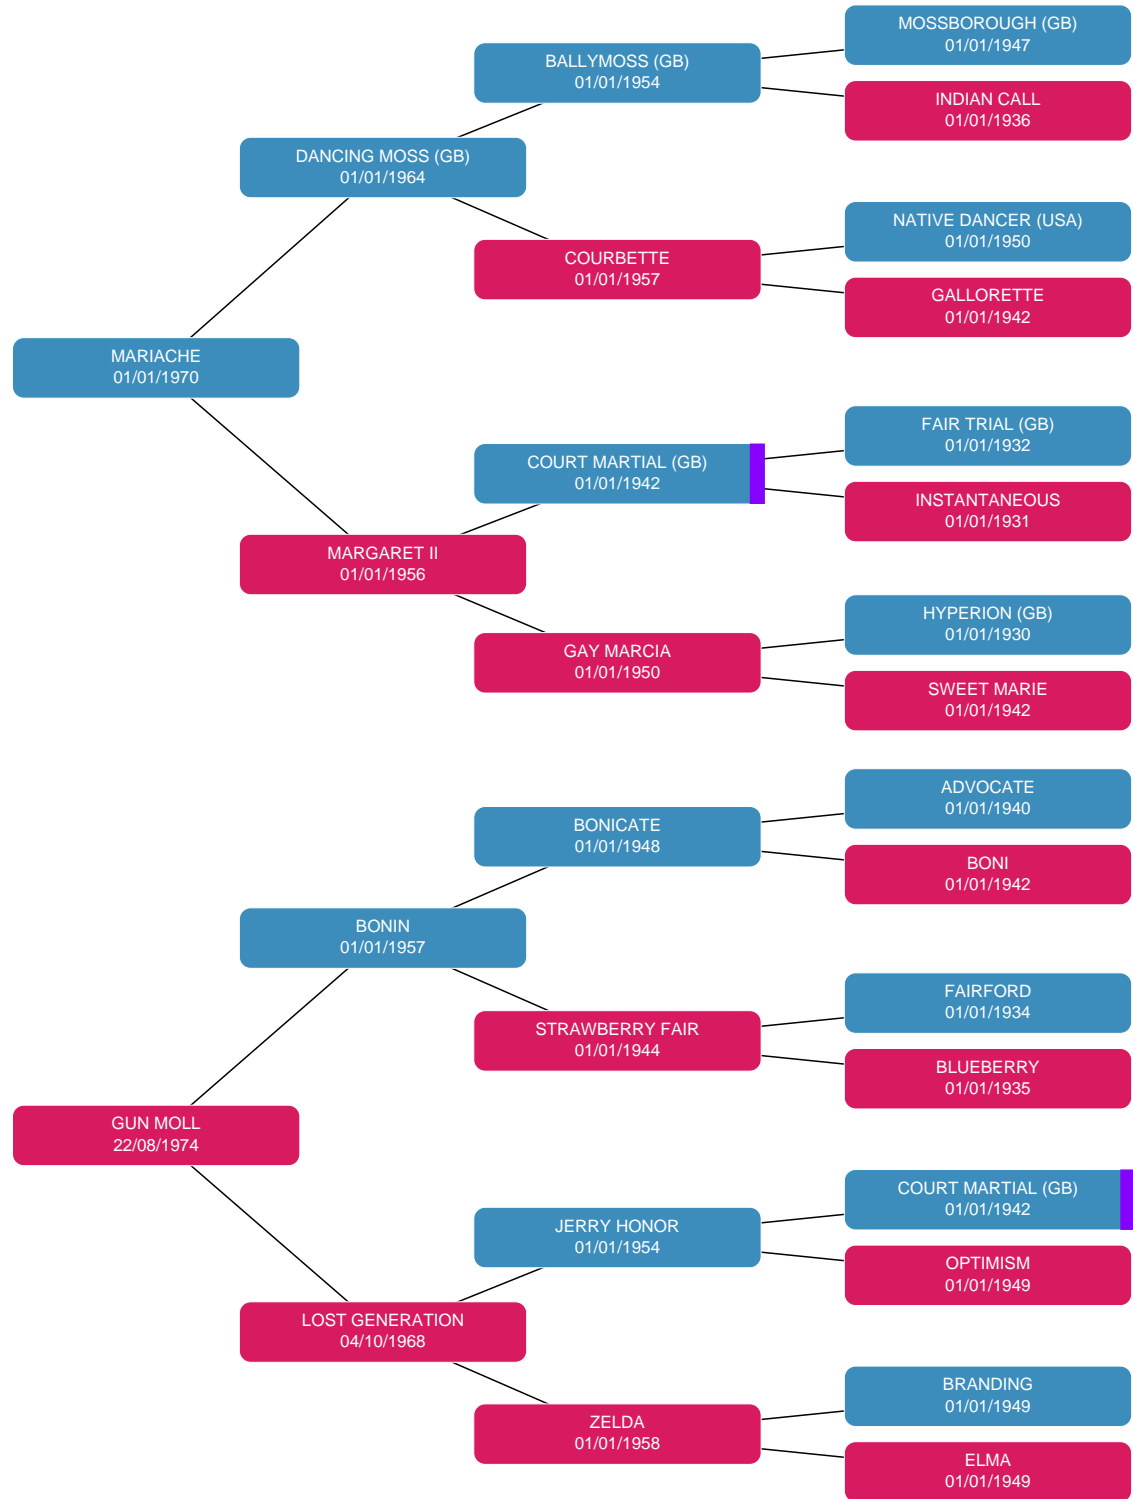 MOSSBOROUGH (GB)
01/01/1947
BALLYMOSS (GB)
01/01/1954
INDIAN CALL
01/01/1936
DANCING MOSS (GB)
01/01/1964
NATIVE DANCER (USA)
01/01/1950
COURBETTE
01/01/1957
GALLORETTE
01/01/1942
MARIACHE
01/01/1970
FAIR TRIAL (GB)
01/01/1932
COURT MARTIAL (GB)
01/01/1942
INSTANTANEOUS
01/01/1931
MARGARET II
01/01/1956
HYPERION (GB)
01/01/1930
GAY MARCIA
01/01/1950
SWEET MARIE
01/01/1942
ADVOCATE
01/01/1940
BONICATE
01/01/1948
BONI
01/01/1942
BONIN
01/01/1957
FAIRFORD
01/01/1934
STRAWBERRY FAIR
01/01/1944
BLUEBERRY
01/01/1935
GUN MOLL
22/08/1974
COURT MARTIAL (GB)
01/01/1942
JERRY HONOR
01/01/1954
OPTIMISM
01/01/1949
LOST GENERATION
04/10/1968
BRANDING
01/01/1949
ZELDA
01/01/1958
ELMA
01/01/1949